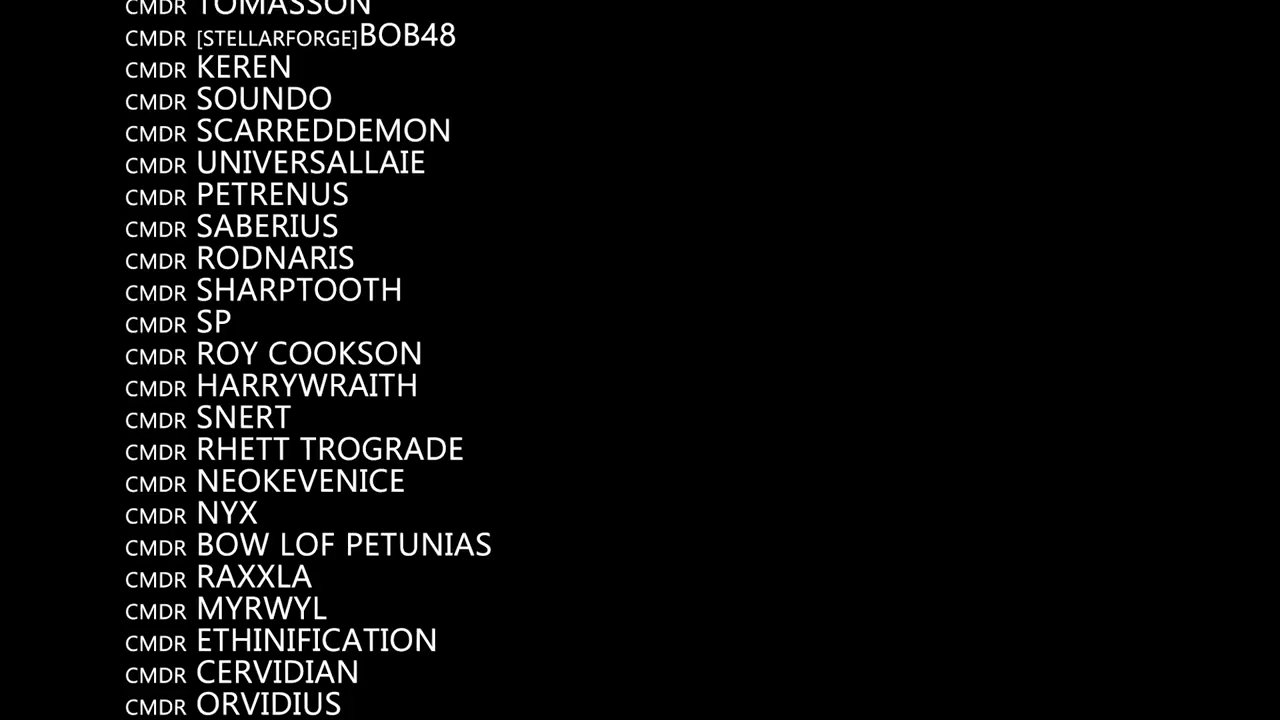 CMDR TOMASSON
CMDR [STELLARFORGE]BOB48
CMDR KEREN
CMDR SOUNDO
CMDR SCARREDDEMON
CMDR UNIVERSALLAIE
CMDR PETRENUS
CMDR SABERIUS
CMDR RODNARIS
CMDR SHARPTOOTH
CMDR SP
CMDR ROY COOKSON
CMDR HARRYWRAITH
CMDR SNERT
CMDR RHETT TROGRADE
CMDR NEOKEVENICE
CMDR NYX
CMDR BOW LOF PETUNIAS
CMDR RAXXLA
CMDR MYRWYL
CMDR ETHINIFICATION
CMDR CERVIDIAN
CMDR ORVIDIUS